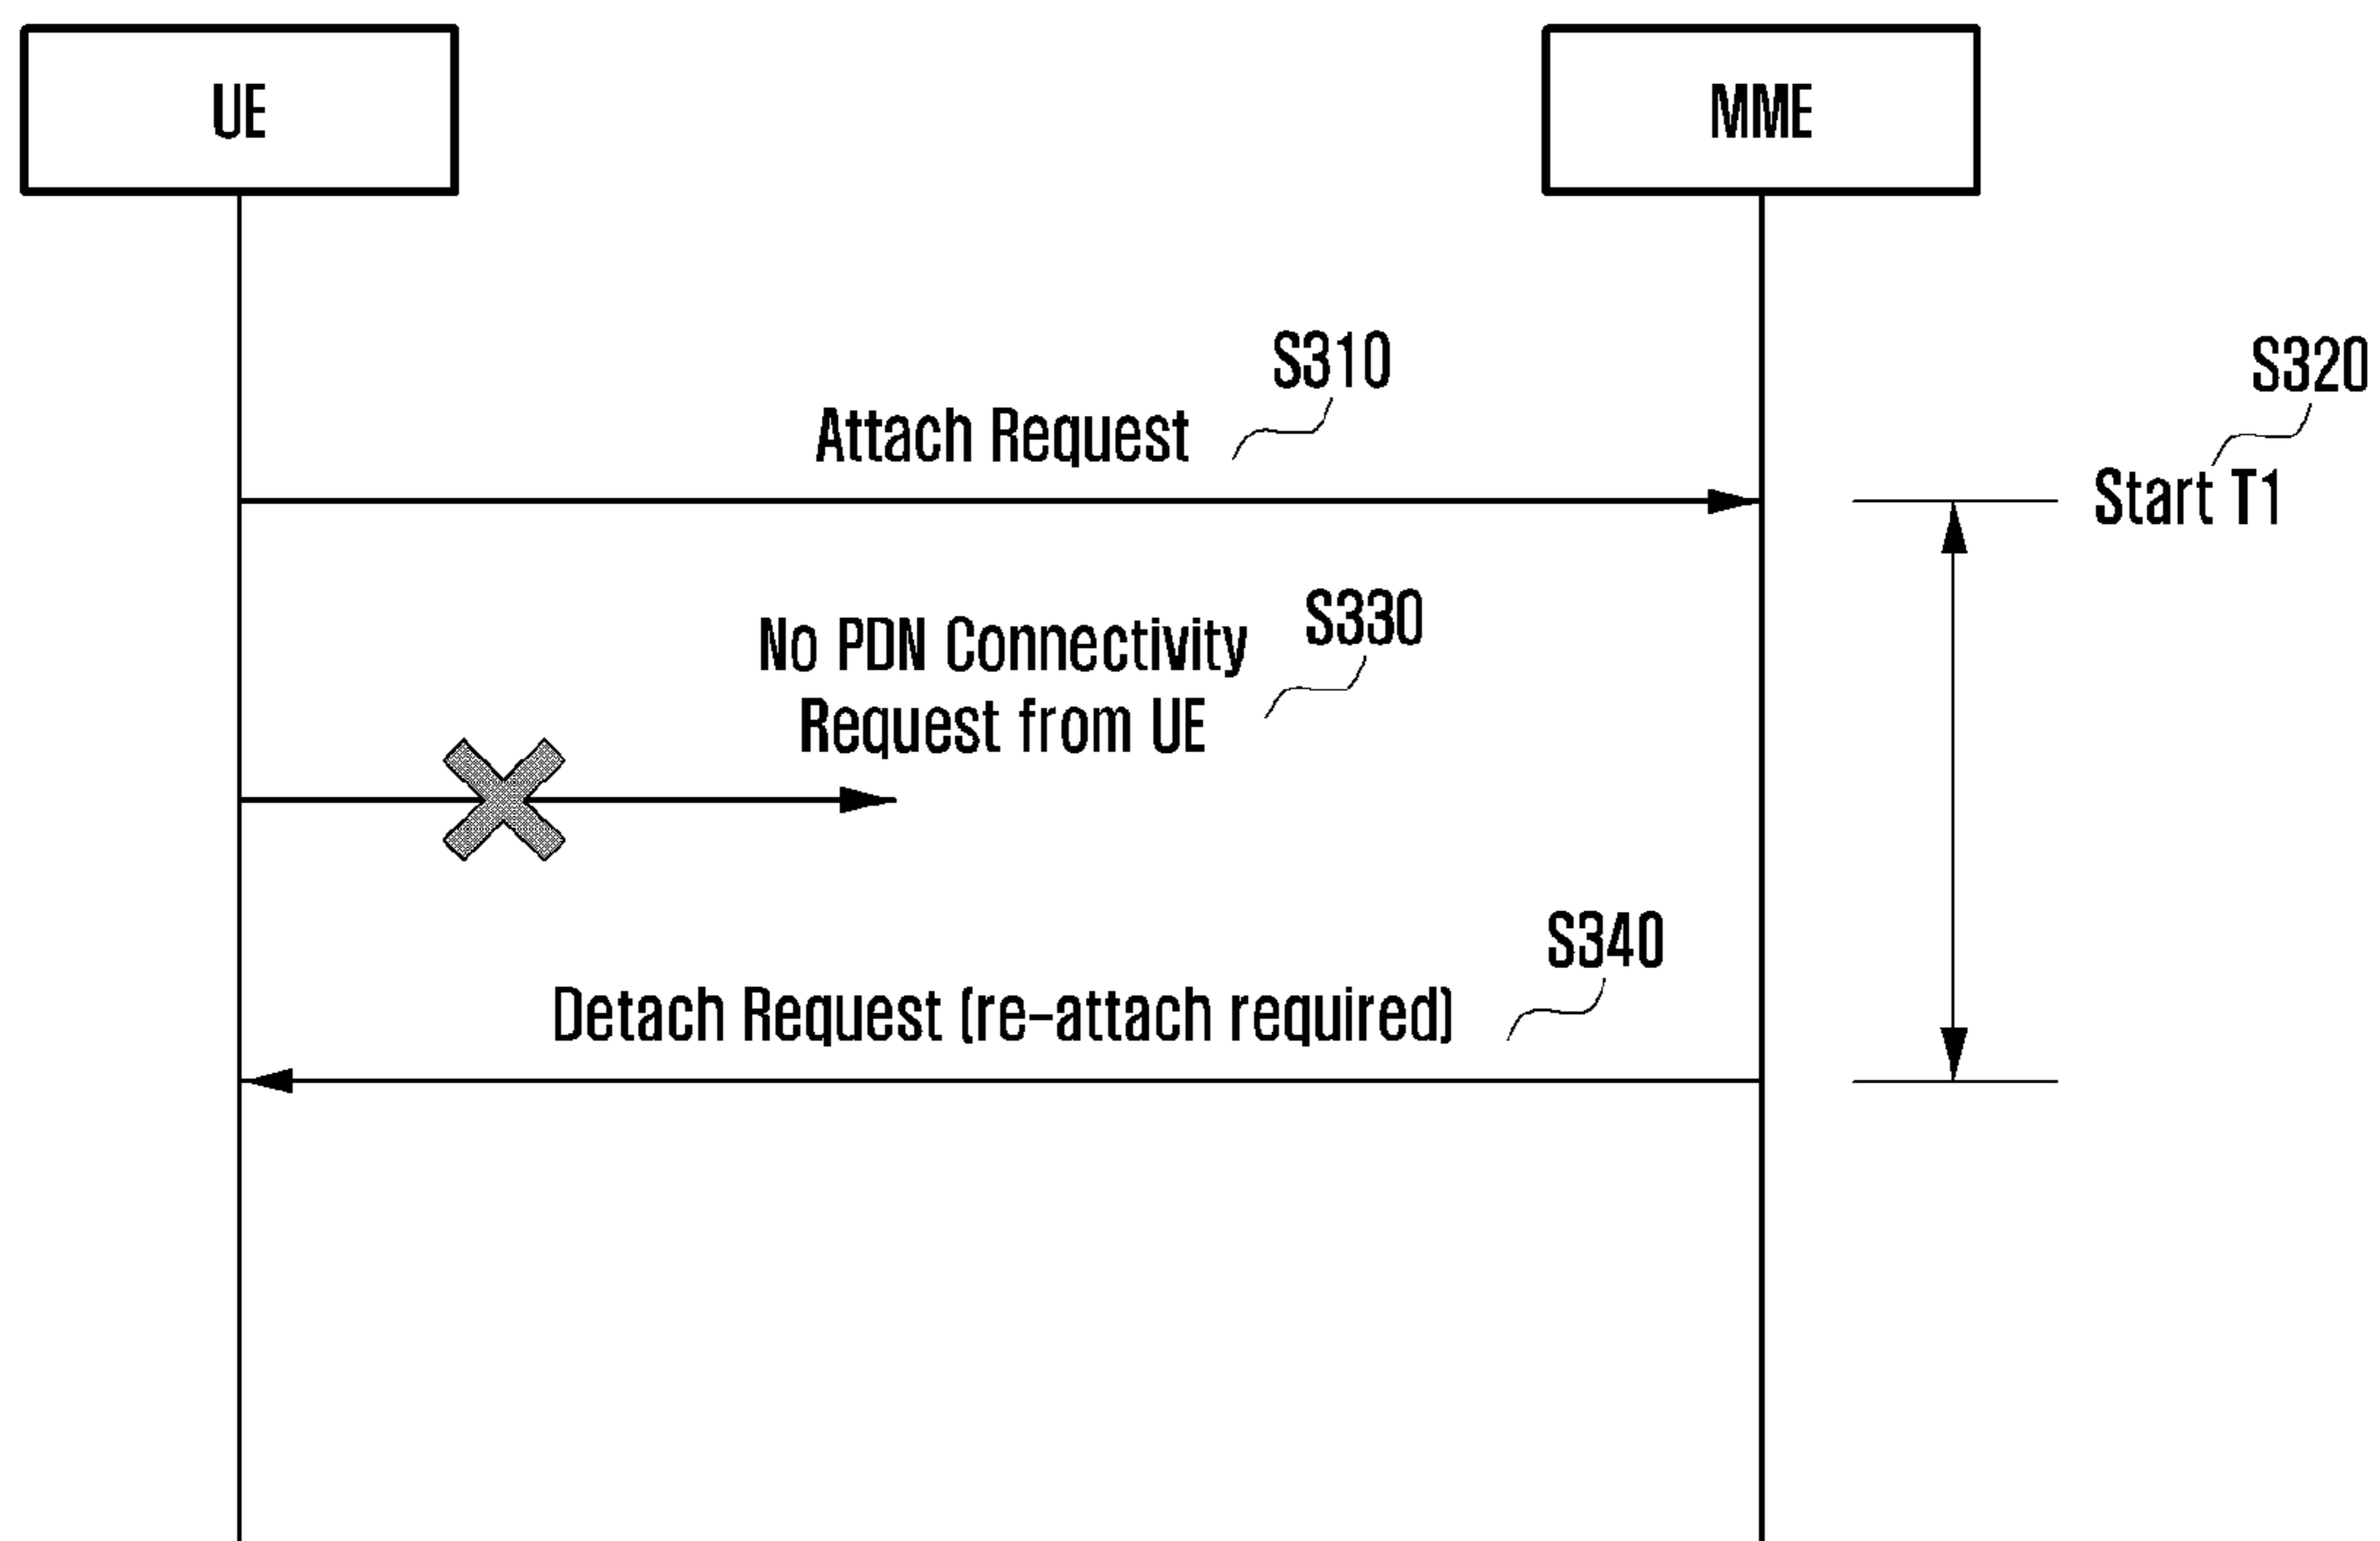 UE
MME
S310
S320
Attach Request
Start T1
S330
No PDN Connectivity
Request from UE
S340
Detach Request (re-attach required)